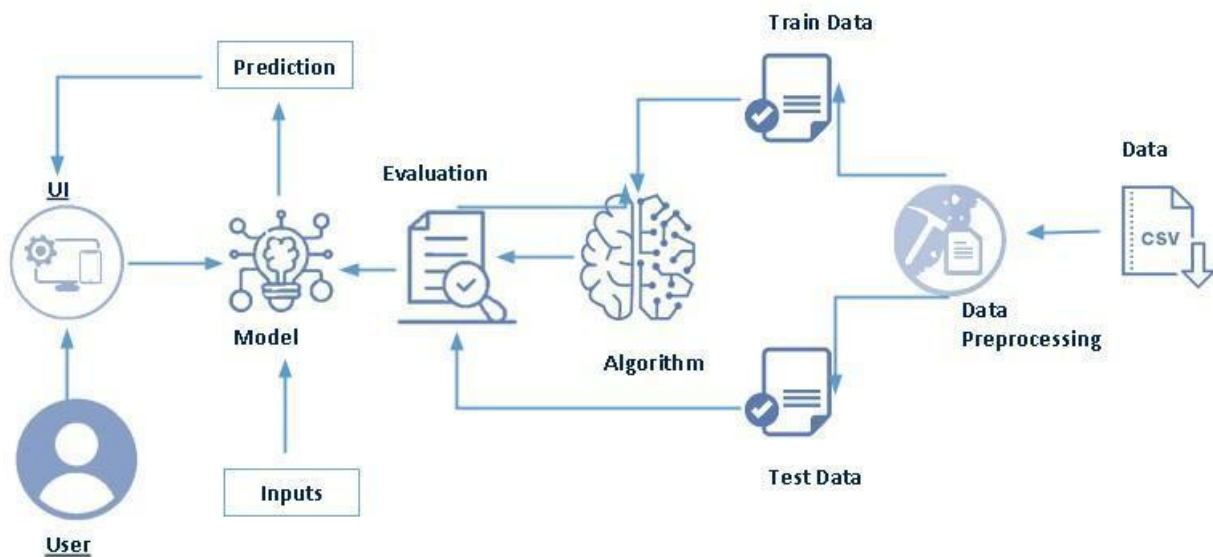 Train Data
Prediction
Data
Evaluation
UI
CSV
Model
Data
Preprocessing
Algorithm
Test Data
Inputs
User